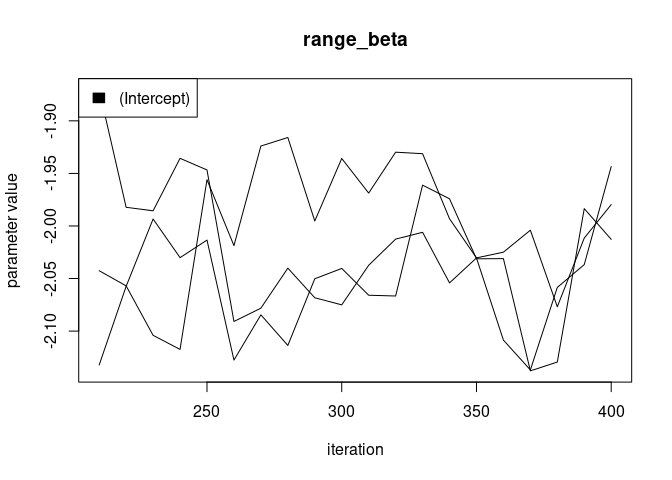 range_beta
(Intercept)
parameter value
-1.90
-1.95
-2.00
-2.05
-2.10
250 300 350 400
iteration